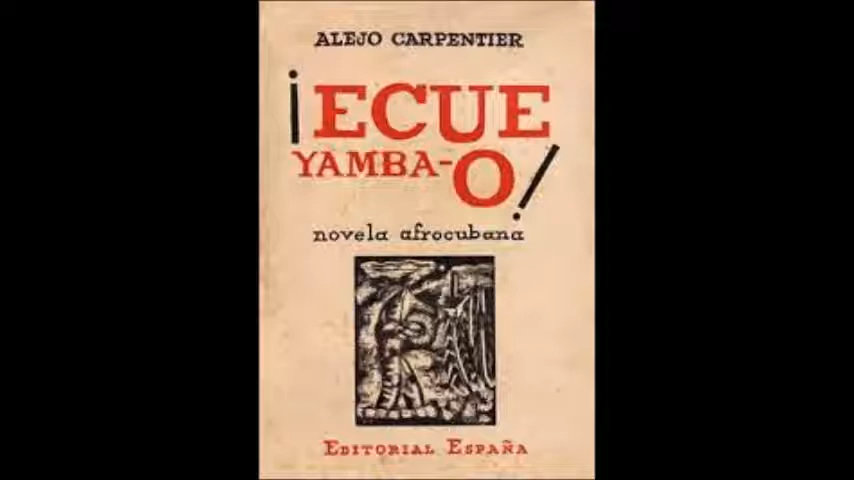 ALEJO CARPENTIER
¡ECUE
YAMBA-O!
novela afrocubana
EDITORIAL ESPAÑA